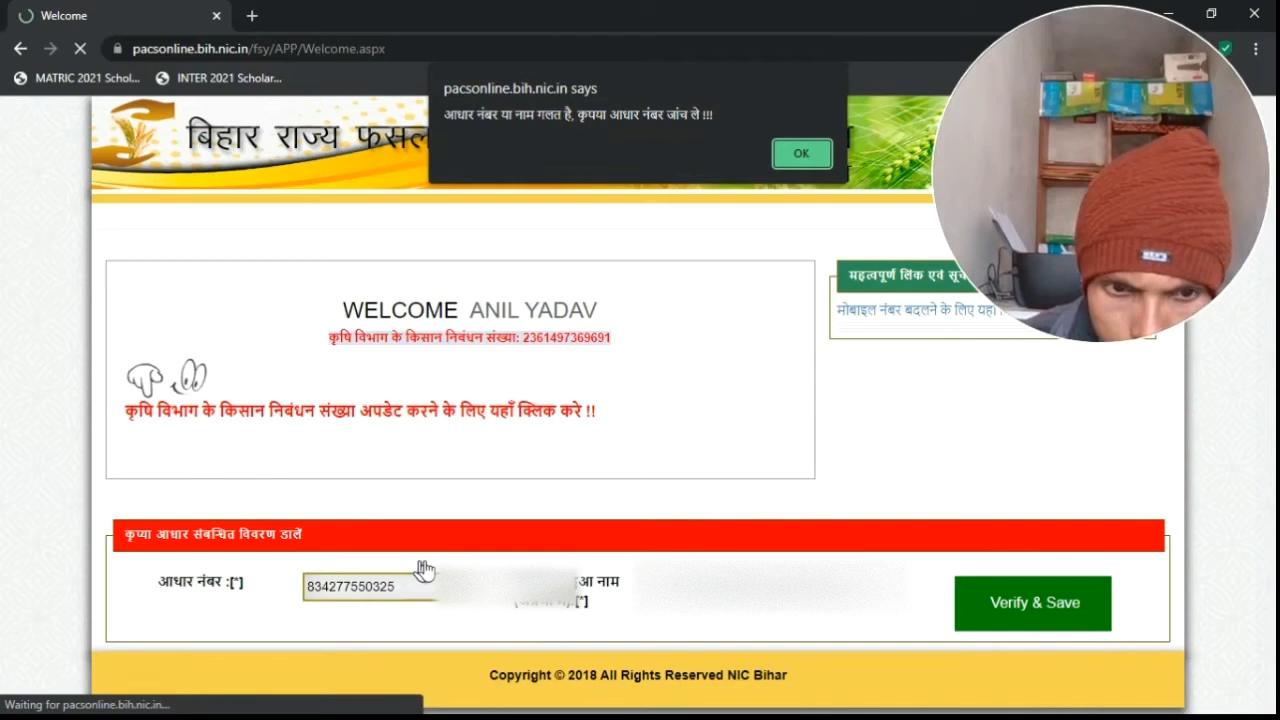 Welcome
pacsonline.bih.nic.in/fsy/APP/Welcome.aspx
MATRIC 2021 Schol...
INTER 2021 Scholar...
pacsonline.bih.nic.in says
आधार नंबर या नाम गलत है, कृपया आधार नंबर जांच ले !!!
OK
बिहार राज्य फसल
WELCOME ANIL YADAV
कृषि विभाग के किसान निबंधन संख्या: 2361497369691
कृषि विभाग के किसान निबंधन संख्या अपडेट करने के लिए यहाँ क्लिक करे !!
महत्वपूर्ण लिंक एवं
मोबाइल नंबर बदलने के लिए यहा
कृप्या आधार संबन्धित विवरण डालें
आधार नंबर :[*]
834277550325
नाम
[*]
Verify & Save
Copyright © 2018 All Rights Reserved NIC Bihar
Waiting for pacsonline.bih.nic.in...